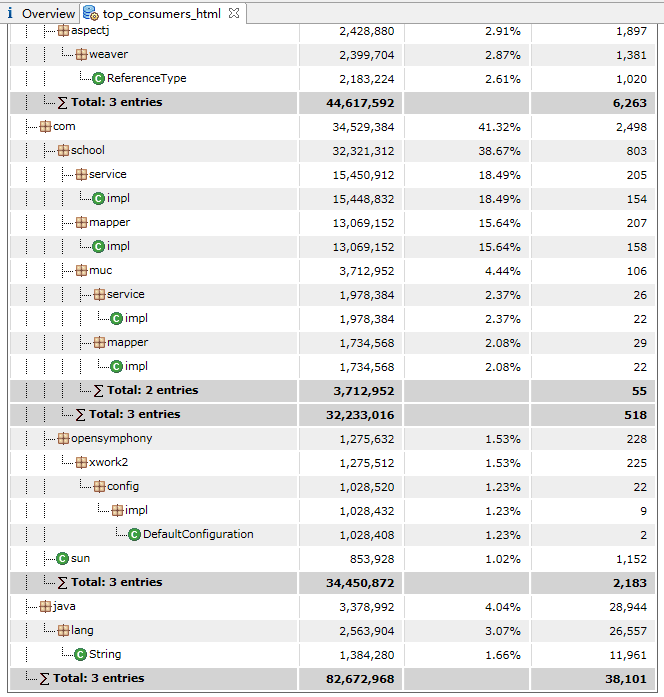 i Overview top_consumers_html
aspectj 2,428,880 2.91% 1,897
weaver 2,399,704 2.87% 1,381
C ReferenceType 2,183,224 2.61% 1,020
∑ Total: 3 entries 44,617,592 6,263
com 34,529,384 41.32% 2,498
school 32,321,312 38.67% 803
service 15,450,912 18.49% 205
C impl 15,448,832 18.49% 154
mapper 13,069,152 15.64% 207
C impl 13,069,152 15.64% 158
muc 3,712,952 4.44% 106
service 1,978,384 2.37% 26
C impl 1,978,384 2.37% 22
mapper 1,734,568 2.08% 29
C impl 1,734,568 2.08% 22
∑ Total: 2 entries 3,712,952 55
∑ Total: 3 entries 32,233,016 518
opensymphony 1,275,632 1.53% 228
xwork2 1,275,512 1.53% 225
config 1,028,520 1.23% 22
impl 1,028,432 1.23% 9
C DefaultConfiguration 1,028,408 1.23% 2
C sun 853,928 1.02% 1,152
∑ Total: 3 entries 34,450,872 2,183
java 3,378,992 4.04% 28,944
lang 2,563,904 3.07% 26,557
C String 1,384,280 1.66% 11,961
∑ Total: 3 entries 82,672,968 38,101